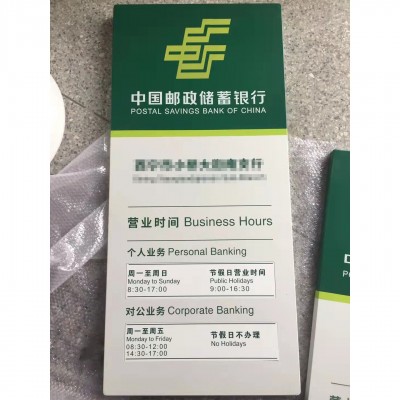 中国邮政储蓄银行
POSTAL SAVINGS BANK OF CHINA
营业时间 Business Hours
个人业务 Personal Banking
周一至周日 节假日营业时间
Monday to Sunday Public Holidays
8:30-17:00 9:00-16:30
对公业务 Corporate Banking
周一至周五 节假日不办理
Monday to Friday No Holidays
08:30-12:00
14:30-17:00
中国
POS